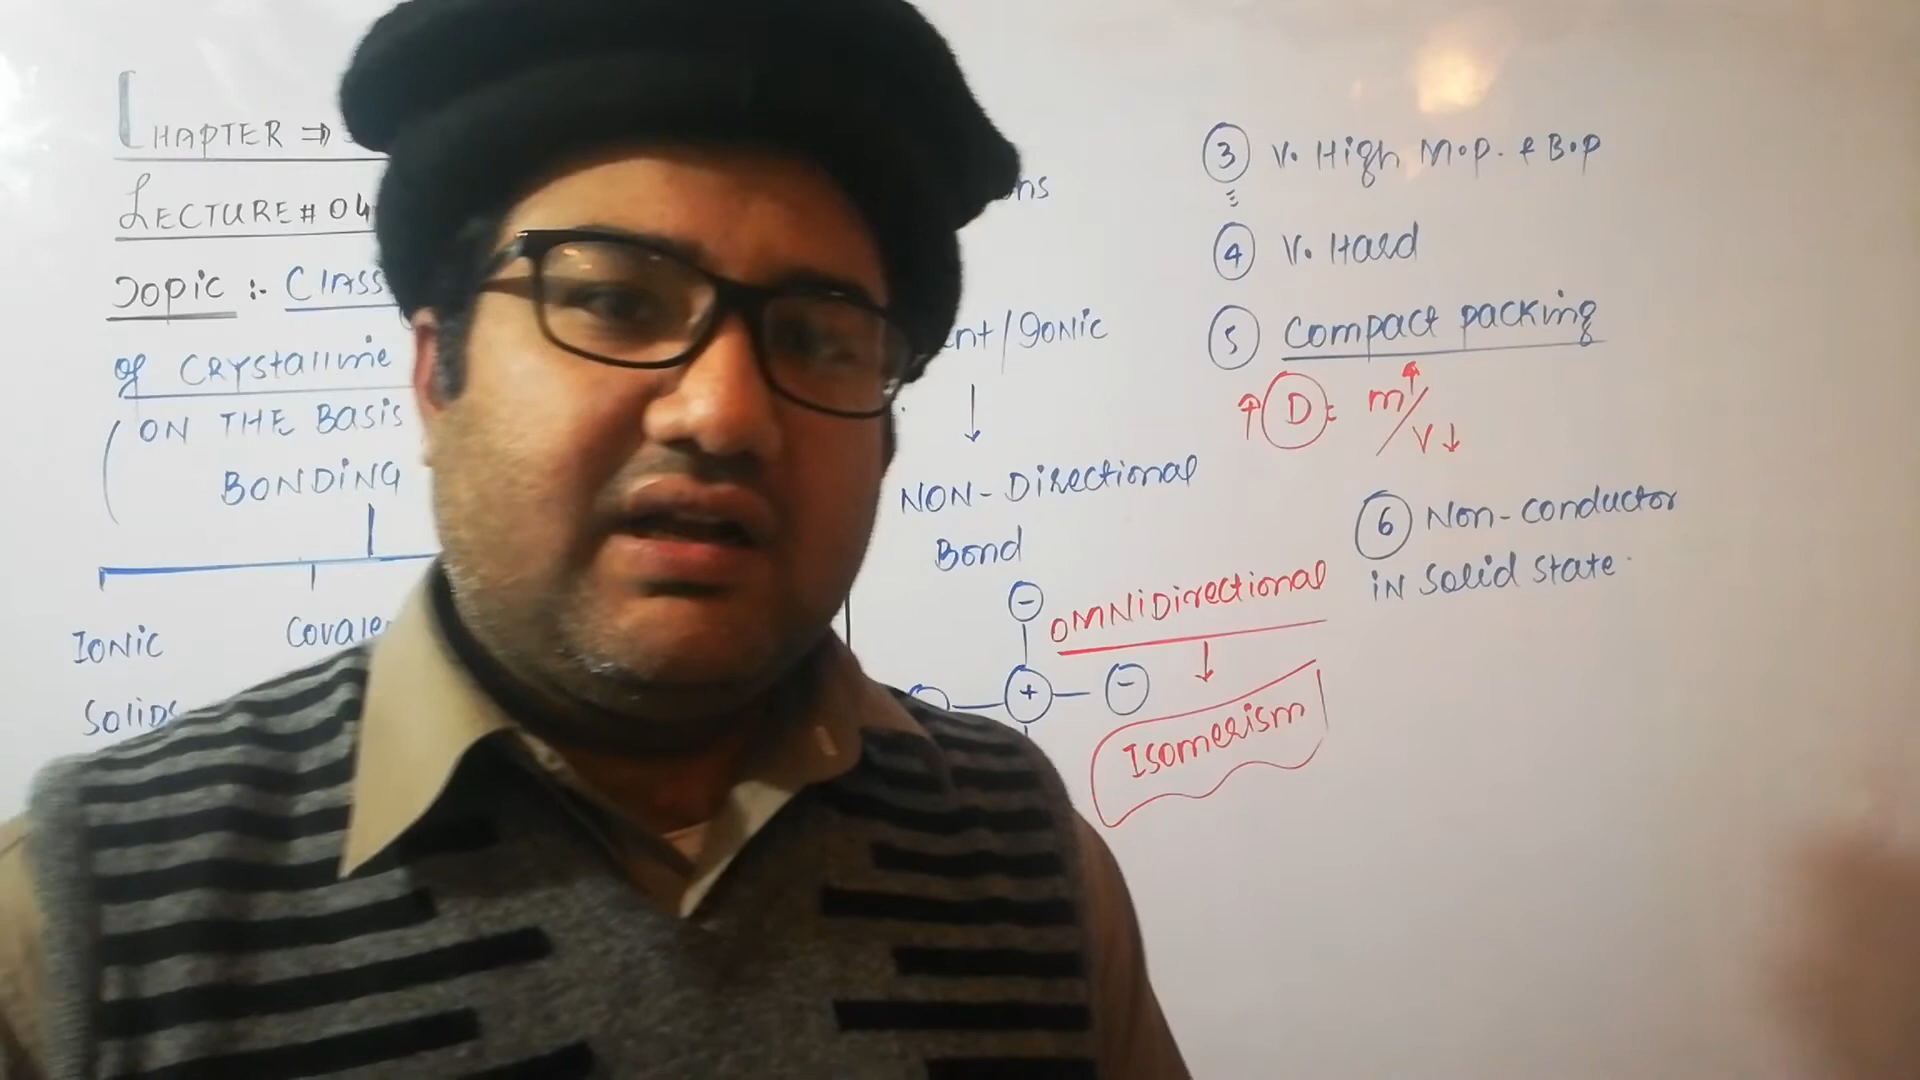 CHAPTER ⇒
LECTURE # 04
Topic :- Class
of Crystalline
( ON THE BASIS
BONDING
IONIC
Solids
Covale
ns
nt/Ionic
↓
NON-Directional
Bond
-
+
-
OMNiDirectional
↓
Isomerism
3 V. High M.p. & B.p
4 V. Hard
5 Compact packing
↑ D = m↑/V↓
6 Non-conductor
in Solid State.